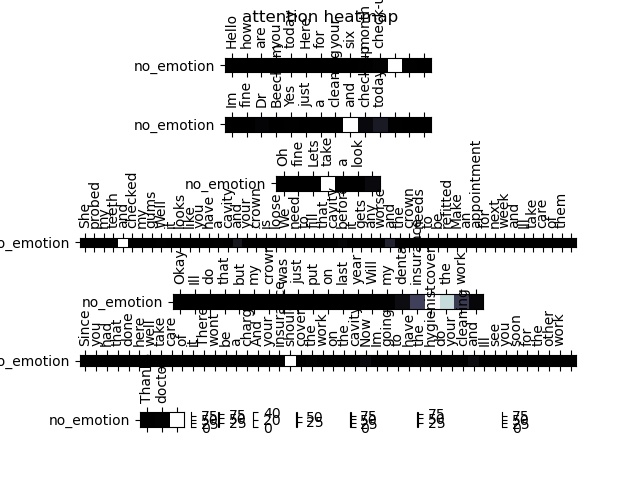 attention heatmap
Hello how are you today Here for your six month
no_emotion
Im fine Dr Yes just a cleaning and check-up today
no_emotion
Oh fine Lets take a look
no_emotion
She probed my teeth and checked my gums Well it looks like you have a cavity and your crown is loose We need to fill that cavity before it gets any worse and the crown needs to be refitted Make an appointment for next week and Ill take care of them
o_emotion
Okay Ill do that but my crown was just put on last year Will my dental insurance cover the work
no_emotion
Since you had that done here well take care of it There wont be a charge And your insurance should cover the work on the cavity Now Im going to have the hygienist do your cleaning and Ill see you soon for the other work
o_emotion
no_emotion